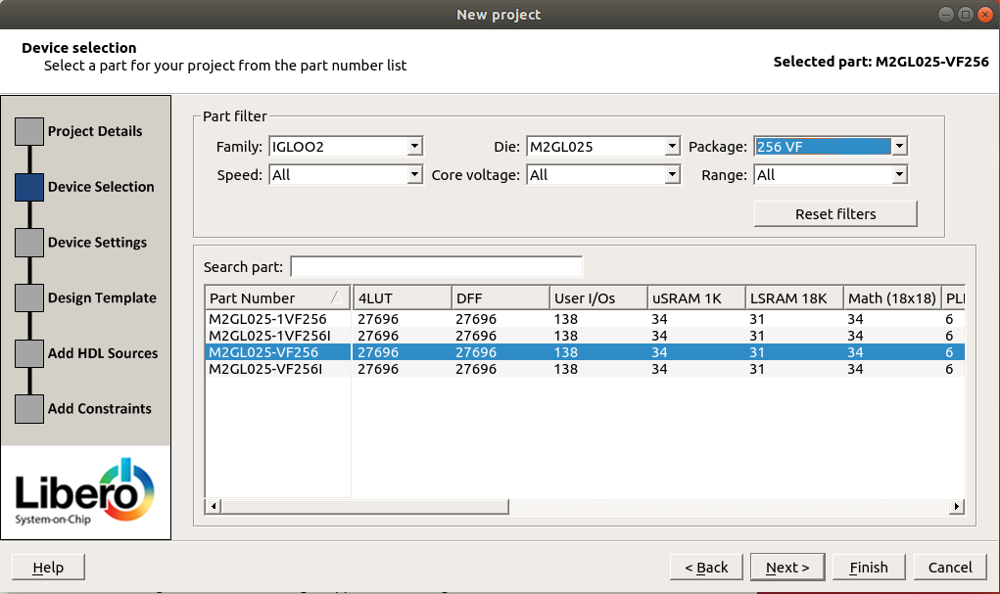 New project
Device selection
Select a part for your project from the part number list
Selected part: M2GL025-VF256
Project Details
Device Selection
Device Settings
Design Template
Add HDL Sources
Add Constraints
Libero
System-on-Chip
Part filter
Family: IGLOO2 Die: M2GL025 Package: 256 VF
Speed: All Core voltage: All Range: All
Reset filters
Search part:
Part Number 4LUT DFF User I/Os uSRAM 1K LSRAM 18K Math (18x18) PLL
M2GL025-1VF256 27696 27696 138 34 31 34 6
M2GL025-1VF256I 27696 27696 138 34 31 34 6
M2GL025-VF256 27696 27696 138 34 31 34 6
M2GL025-VF256I 27696 27696 138 34 31 34 6
Help < Back Next > Finish Cancel